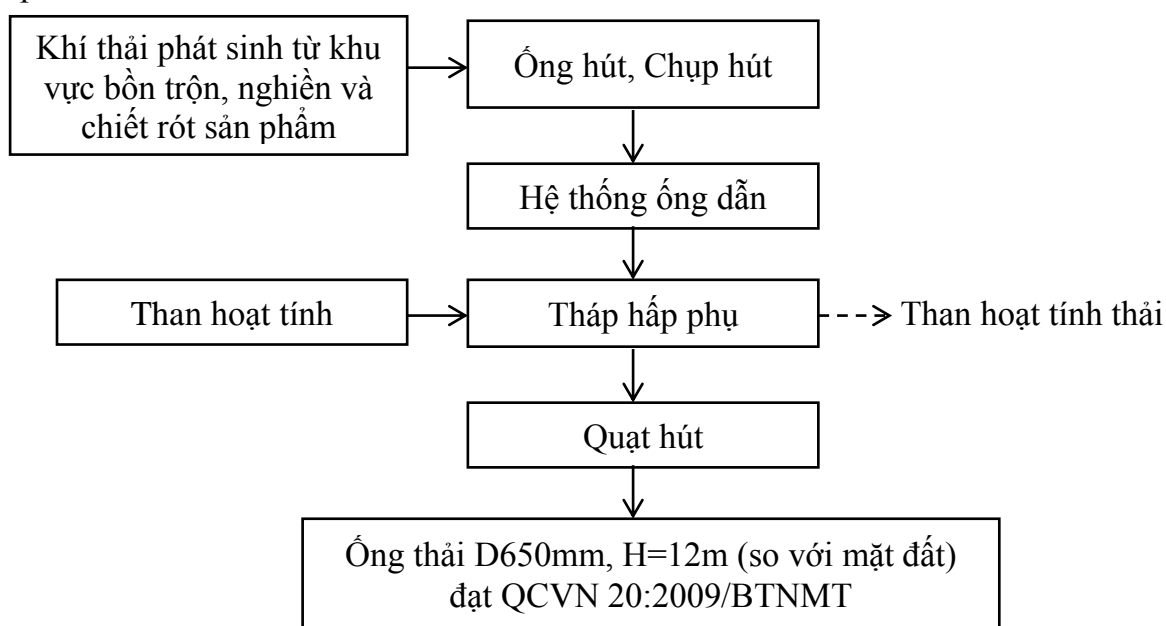 Khí thải phát sinh từ khu
vực bồn trộn, nghiền và
chiết rót sản phẩm
Ống hút, Chụp hút
Hệ thống ống dẫn
Than hoạt tính
Tháp hấp phụ
Than hoạt tính thải
Quạt hút
Ống thải D650mm, H=12m (so với mặt đất)
đạt QCVN 20:2009/BTNMT